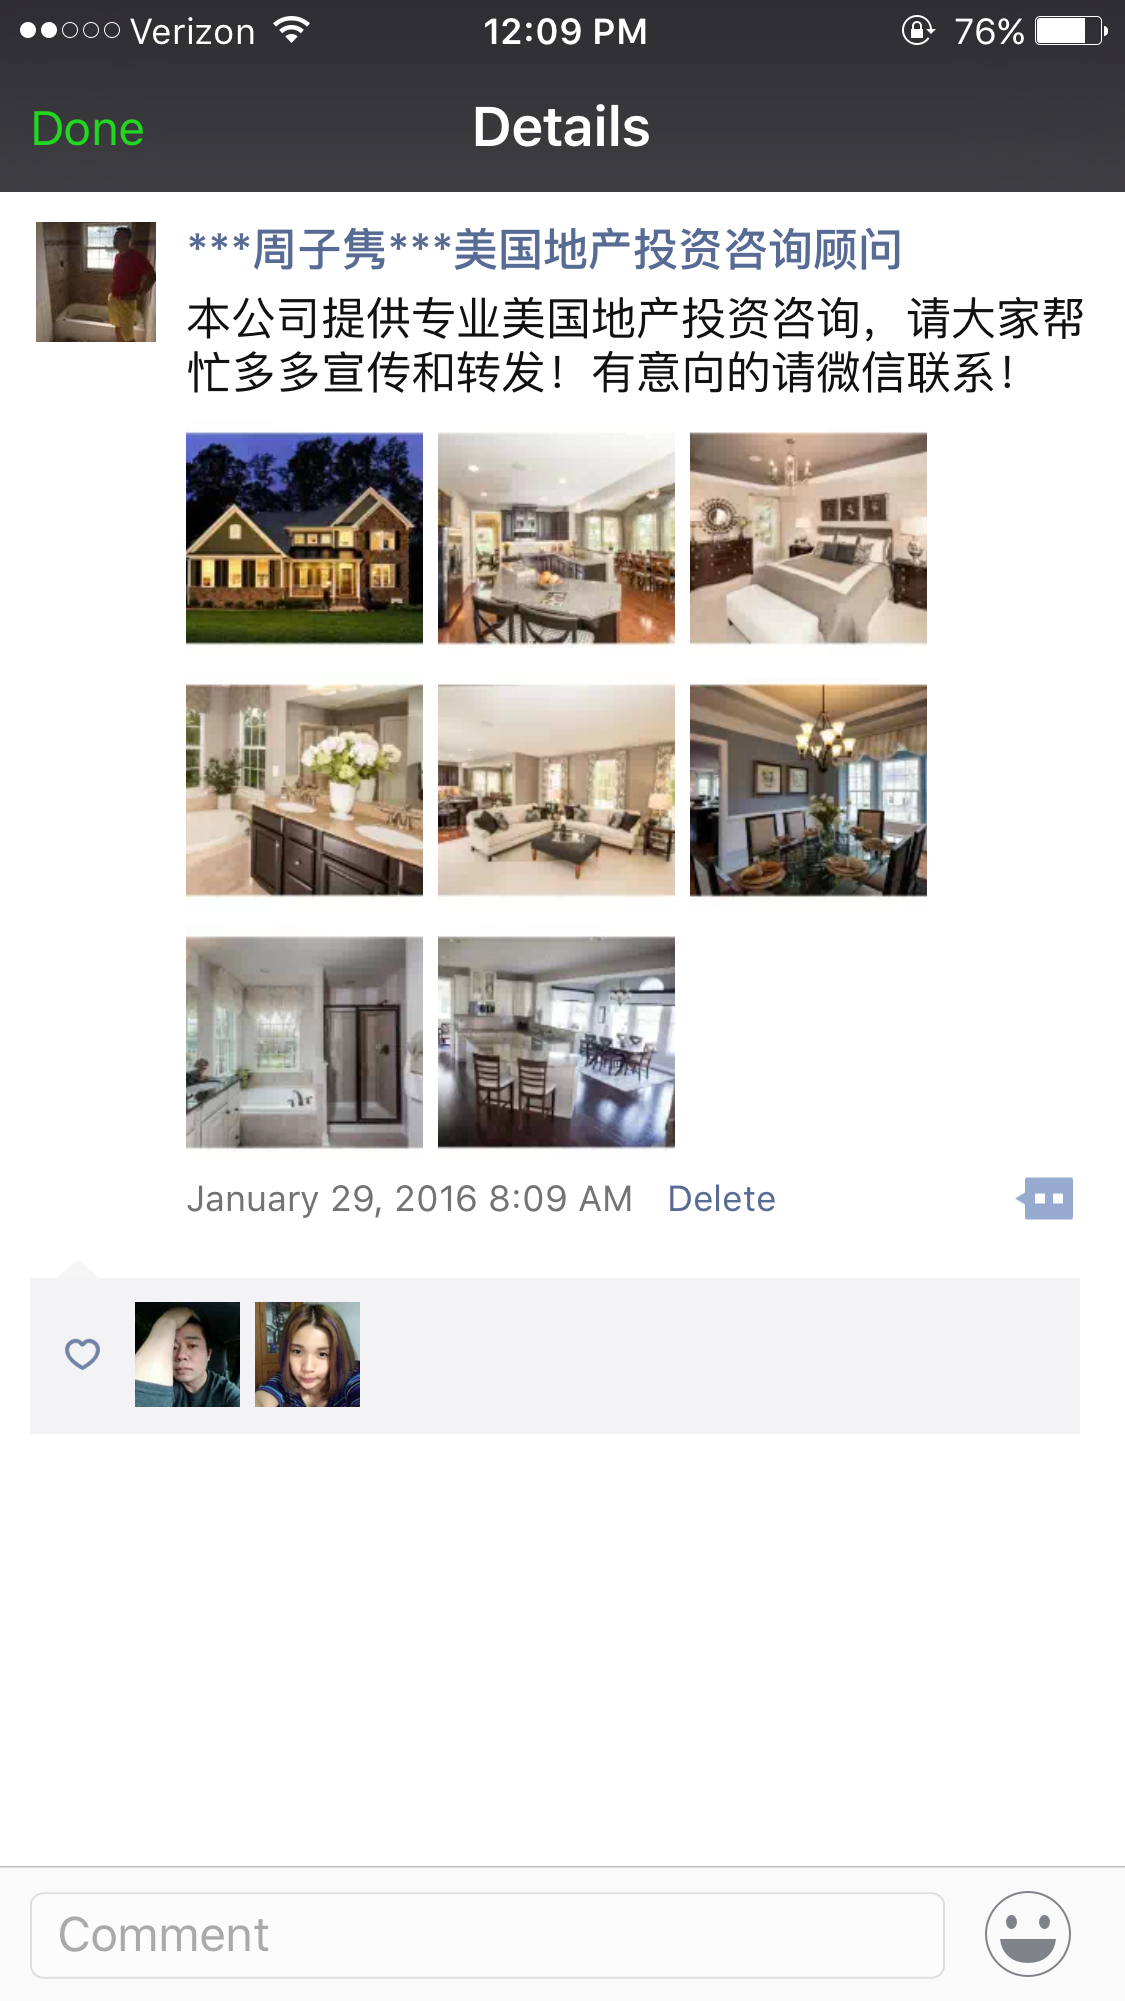 Verizon 12:09 PM 76%
Done Details
***周子隽***美国地产投资咨询顾问
本公司提供专业美国地产投资咨询，请大家帮
忙多多宣传和转发！有意向的请微信联系！
January 29, 2016 8:09 AM Delete
Comment